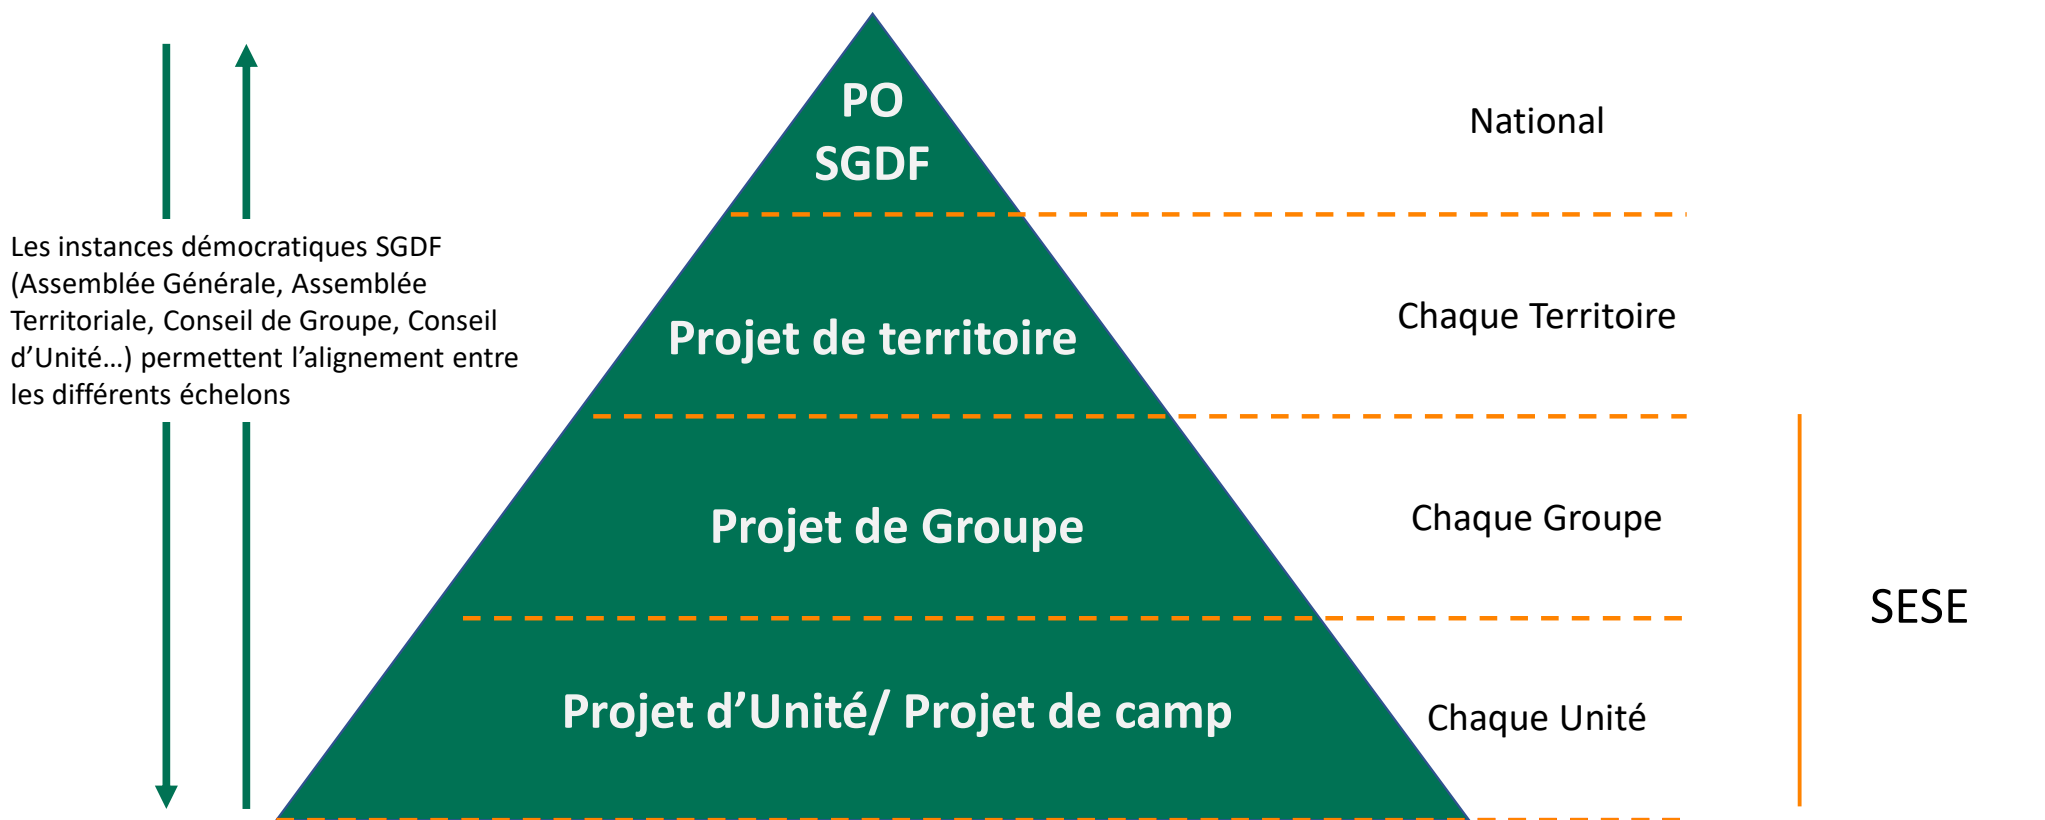 PO
SGDF
National
Les instances démocratiques SGDF
(Assemblée Générale, Assemblée
Territoriale, Conseil de Groupe, Conseil
d’Unité…) permettent l’alignement entre
les différents échelons
Projet de territoire
Chaque Territoire
Projet de Groupe
Chaque Groupe
SESE
Projet d’Unité/ Projet de camp
Chaque Unité